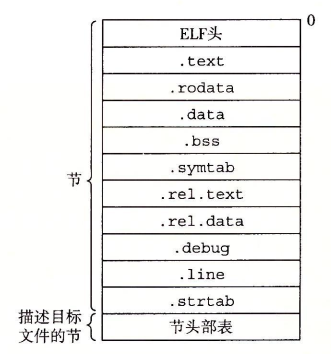 0
ELF头
.text
.rodata
.data
.bss
.symtab
.rel.text
.rel.data
.debug
.line
.strtab
节头部表
节
描述目标
文件的节